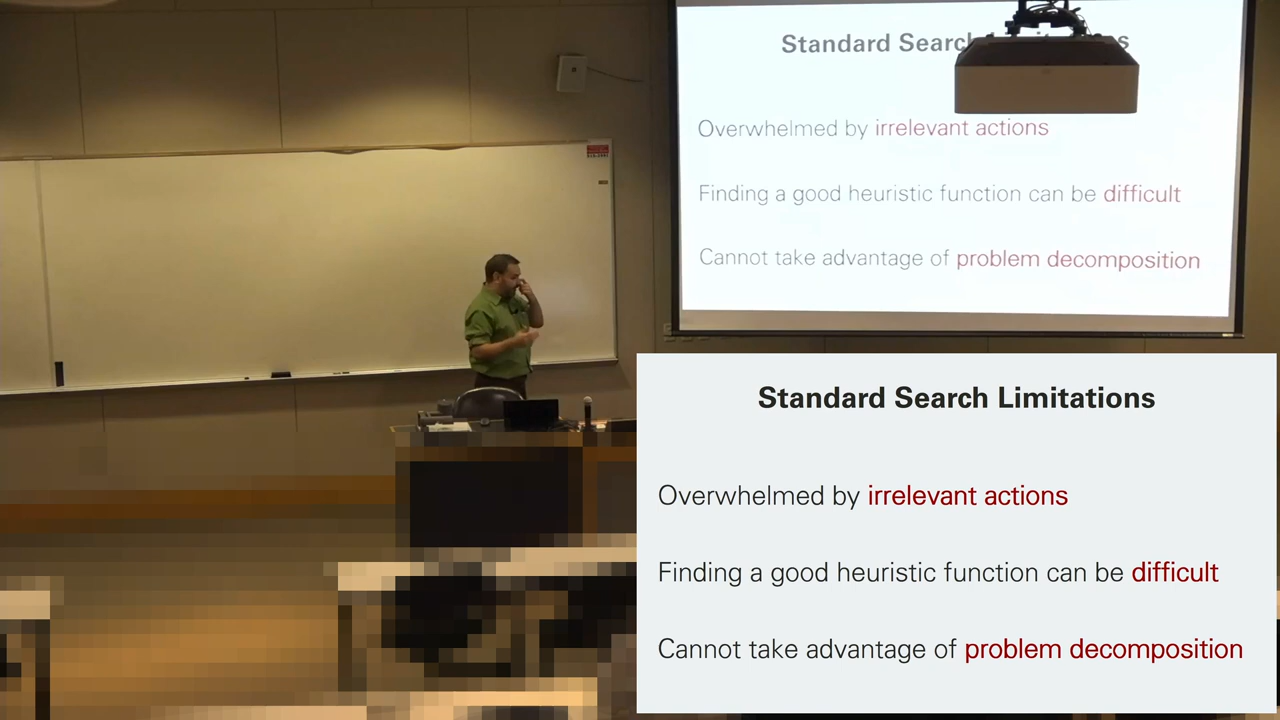 Standard Search
Overwhelmed by irrelevant actions
Finding a good heuristic function can be difficult
Cannot take advantage of problem decomposition
Standard Search Limitations
Overwhelmed by irrelevant actions
Finding a good heuristic function can be difficult
Cannot take advantage of problem decomposition